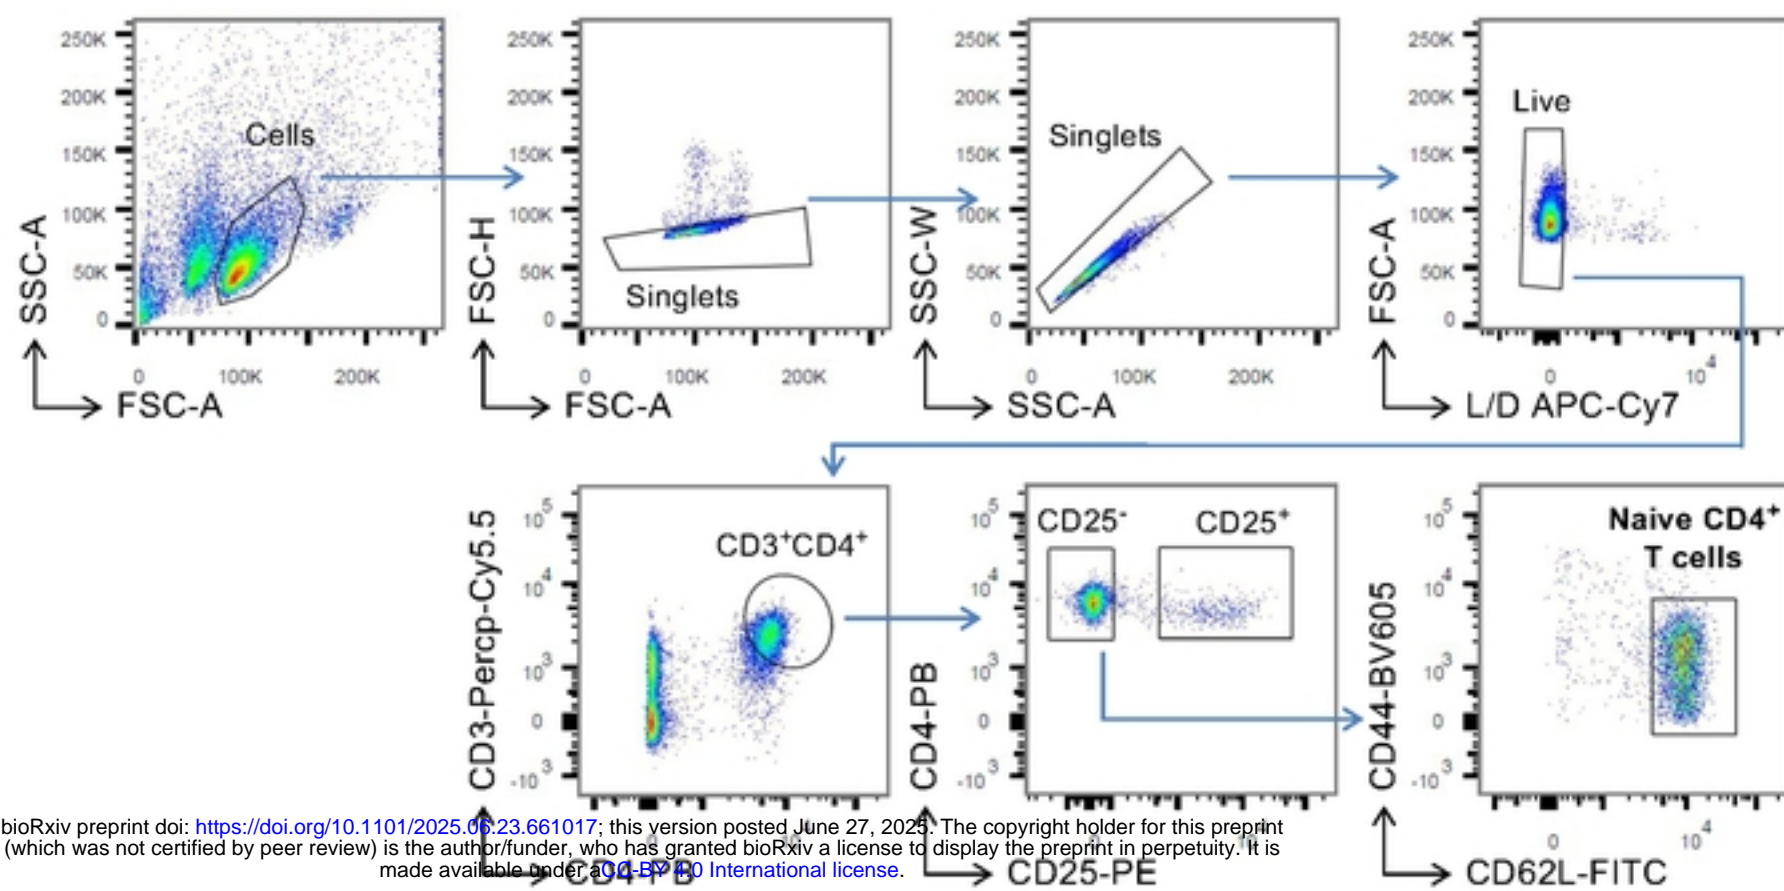 250K 200K 150K 100K 50K 0
SSC-A
Cells
0 100K 200K
FSC-A
250K 200K 150K 100K 50K 0
FSC-H
Singlets
0 100K 200K
FSC-A
250K 200K 150K 100K 50K 0
SSC-W
Singlets
0 100K 200K
SSC-A
250K 200K 150K 100K 50K 0
FSC-A
Live
0 10^4
L/D APC-Cy7
10^5 10^4 10^3 0 -10^3
CD3-Percp-Cy5.5
CD3⁺CD4⁺
CD4-PB
10^5 10^4 10^3 0 -10^3
CD4-PB
CD25⁻
CD25⁺
CD25-PE
10^5 10^4 10^3 0 -10^3
CD44-BV605
Naive CD4⁺
T cells
0 10^4
CD62L-FITC
bioRxiv preprint doi: https://doi.org/10.1101/2025.06.23.661017; this version posted June 27, 2025. The copyright holder for this preprint
(which was not certified by peer review) is the author/funder, who has granted bioRxiv a license to display the preprint in perpetuity. It is
made available under aCC-BY 4.0 International license.